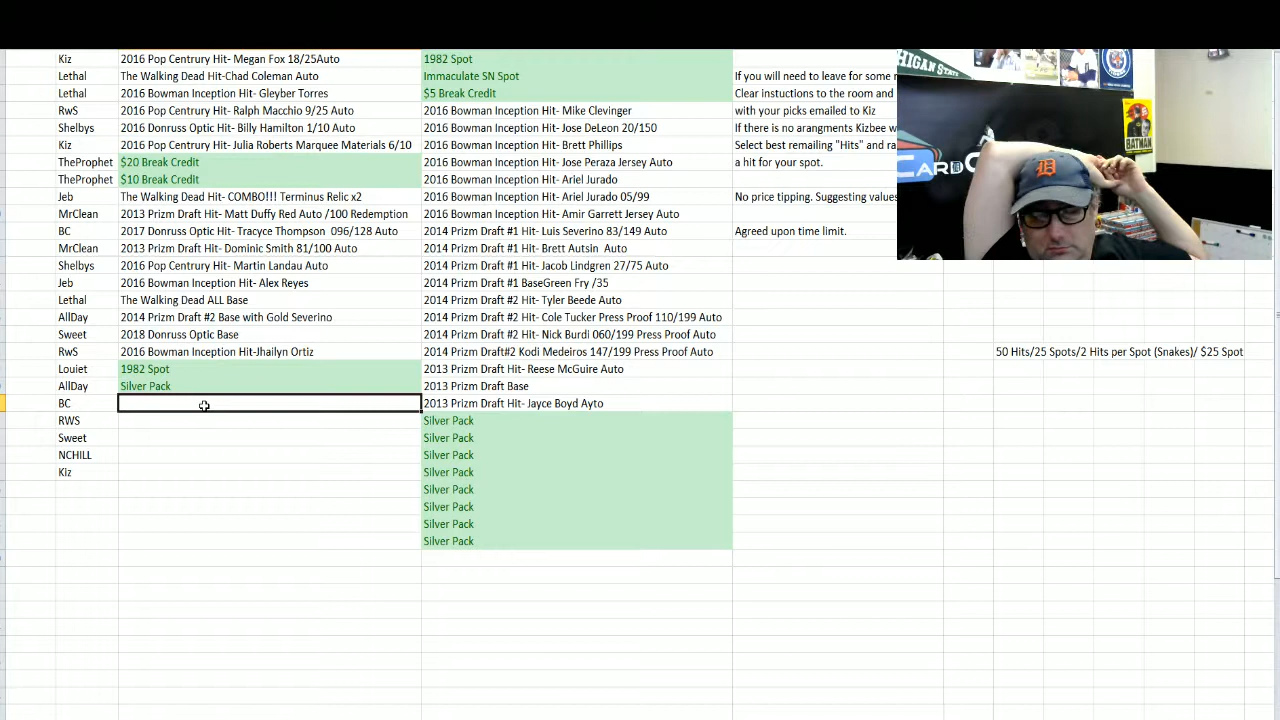 Kiz 2016 Pop Centrury Hit- Megan Fox 18/25Auto 1982 Spot
Lethal The Walking Dead Hit-Chad Coleman Auto Immaculate SN Spot If you will need to leave for some
Lethal 2016 Bowman Inception Hit- Gleyber Torres $5 Break Credit Clear instuctions to the room and
RwS 2016 Pop Centrury Hit- Ralph Macchio 9/25 Auto 2016 Bowman Inception Hit- Mike Clevinger with your picks emailed to Kiz
Shelbys 2016 Donruss Optic Hit- Billy Hamilton 1/10 Auto 2016 Bowman Inception Hit- Jose DeLeon 20/150 If there is no arangments Kizbee w
Kiz 2016 Pop Centrury Hit- Julia Roberts Marquee Materials 6/10 2016 Bowman Inception Hit- Brett Phillips Select best remailing "Hits" and ra
TheProphet $20 Break Credit 2016 Bowman Inception Hit- Jose Peraza Jersey Auto a hit for your spot.
TheProphet $10 Break Credit 2016 Bowman Inception Hit- Ariel Jurado
Jeb The Walking Dead Hit- COMBO!!! Terminus Relic x2 2016 Bowman Inception Hit- Ariel Jurado 05/99 No price tipping. Suggesting values
MrClean 2013 Prizm Draft Hit- Matt Duffy Red Auto /100 Redemption 2016 Bowman Inception Hit- Amir Garrett Jersey Auto
BC 2017 Donruss Optic Hit- Tracyce Thompson 096/125 Auto 2014 Prizm Draft #1 Hit- Luis Severino 83/149 Auto Agreed upon time limit.
MrClean 2013 Prizm Draft Hit- Dominic Smith 81/100 Auto 2014 Prizm Draft #1 Hit- Brett Autsin Auto
Shelbys 2016 Pop Centrury Hit- Martin Landau Auto 2014 Prizm Draft #1 Hit- Jacob Lindgren 27/75 Auto
Jeb 2016 Bowman Inception Hit- Alex Reyes 2014 Prizm Draft #1 BaseGreen Fry /35
Lethal The Walking Dead ALL Base 2014 Prizm Draft #2 Hit- Tyler Beede Auto
AllDay 2014 Prizm Draft #2 Base with Gold Severino 2014 Prizm Draft #2 Hit- Cole Tucker Press Proof 110/199 Auto
Sweet 2018 Donruss Optic Base 2014 Prizm Draft #2 Hit- Nick Burdi 060/199 Press Proof Auto
RwS 2016 Bowman Inception Hit-Jhailyn Ortiz 2014 Prizm Draft#2 Kodi Medeiros 147/199 Press Proof Auto 50 Hits/25 Spots/2 Hits per Spot (Snakes)/ $25 Spot
Louiet 1982 Spot 2013 Prizm Draft Hit- Reese McGuire Auto
AllDay Silver Pack 2013 Prizm Draft Base
BC 2013 Prizm Draft Hit- Jayce Boyd Ayto
RWS Silver Pack
Sweet Silver Pack
NCHILL Silver Pack
Kiz Silver Pack
Silver Pack
Silver Pack
Silver Pack
Silver Pack
HIGAN STATE
BATMAN
CARDC
D